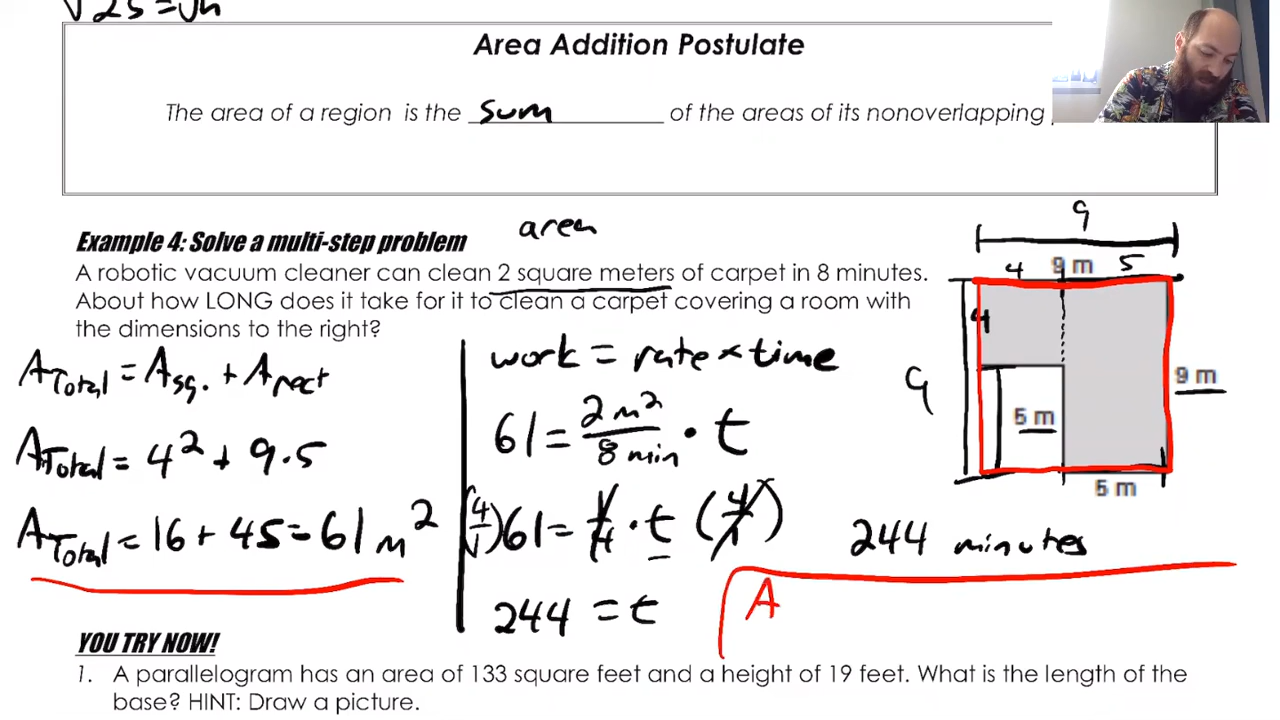 √25 = √h
Area Addition Postulate
The area of a region is the sum of the areas of its nonoverlapping
Example 4: Solve a multi-step problem
area
A robotic vacuum cleaner can clean 2 square meters of carpet in 8 minutes.
About how LONG does it take for it to clean a carpet covering a room with
the dimensions to the right?
A Total = A sq. + A rect
A Total = 4² + 9·5
A Total = 16 + 45 = 61 m²
work = rate × time
61 = 2 m² / 8 min · t
(4/1) 61 = 1/4 · t (4/1)
244 = t
9
4 9 m 5
4
9
9 m
5 m
5 m
244 minutes
A
YOU TRY NOW!
1. A parallelogram has an area of 133 square feet and a height of 19 feet. What is the length of the
base? HINT: Draw a picture.